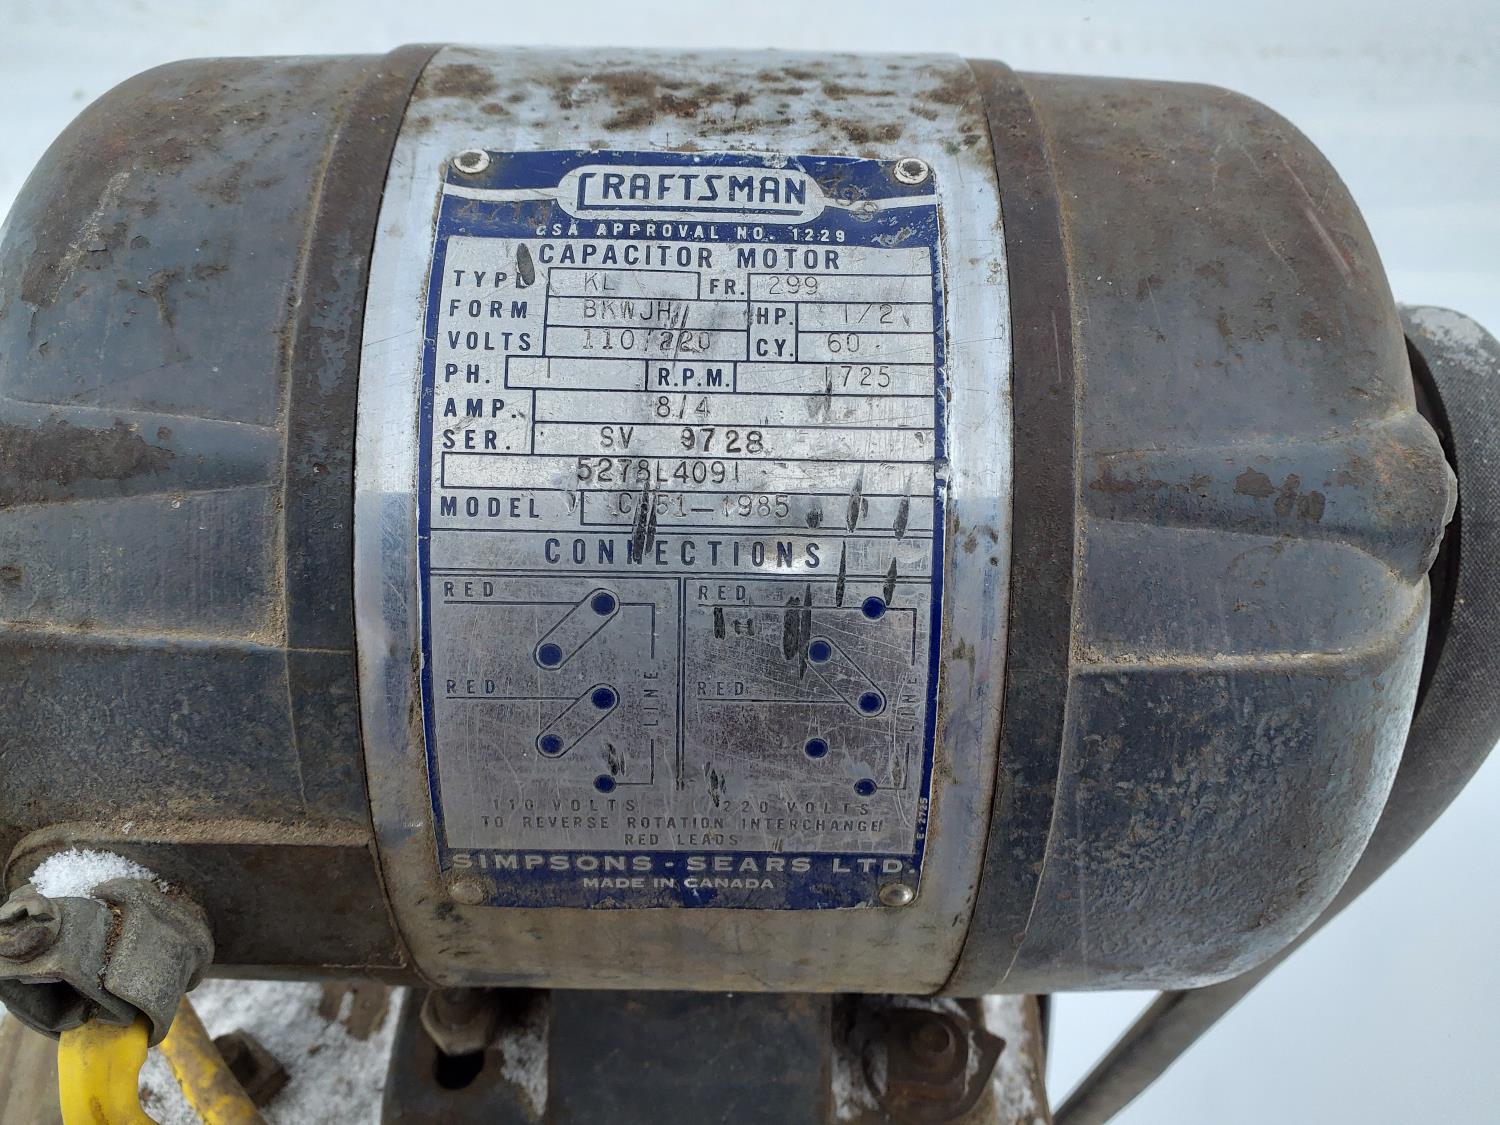 CRAFTSMAN
CSA APPROVAL NO. 1229
CAPACITOR MOTOR
TYPE KL FR. 299
FORM BKWJH HP. 1/2
VOLTS 110/220 CY. 60
PH. 1 R.P.M. 1725
AMP. 8/4
SER. SV 9728
5278L4091
MODEL 51-1985
CONNECTIONS
RED RED
RED RED
LINE LINE
110 VOLTS 220 VOLTS
TO REVERSE ROTATION INTERCHANGE
RED LEADS
SIMPSONS-SEARS LTD.
MADE IN CANADA